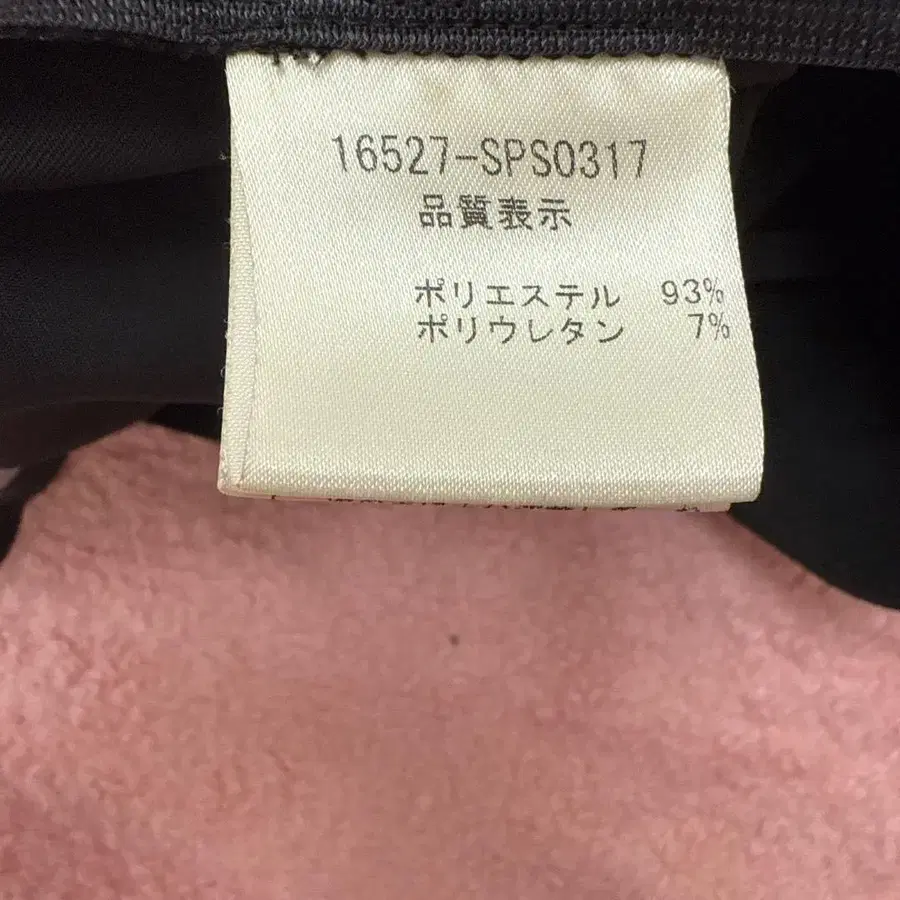 16527-SPS0317
品質表示
ポリエステル 93%
ポリウレタン 7%